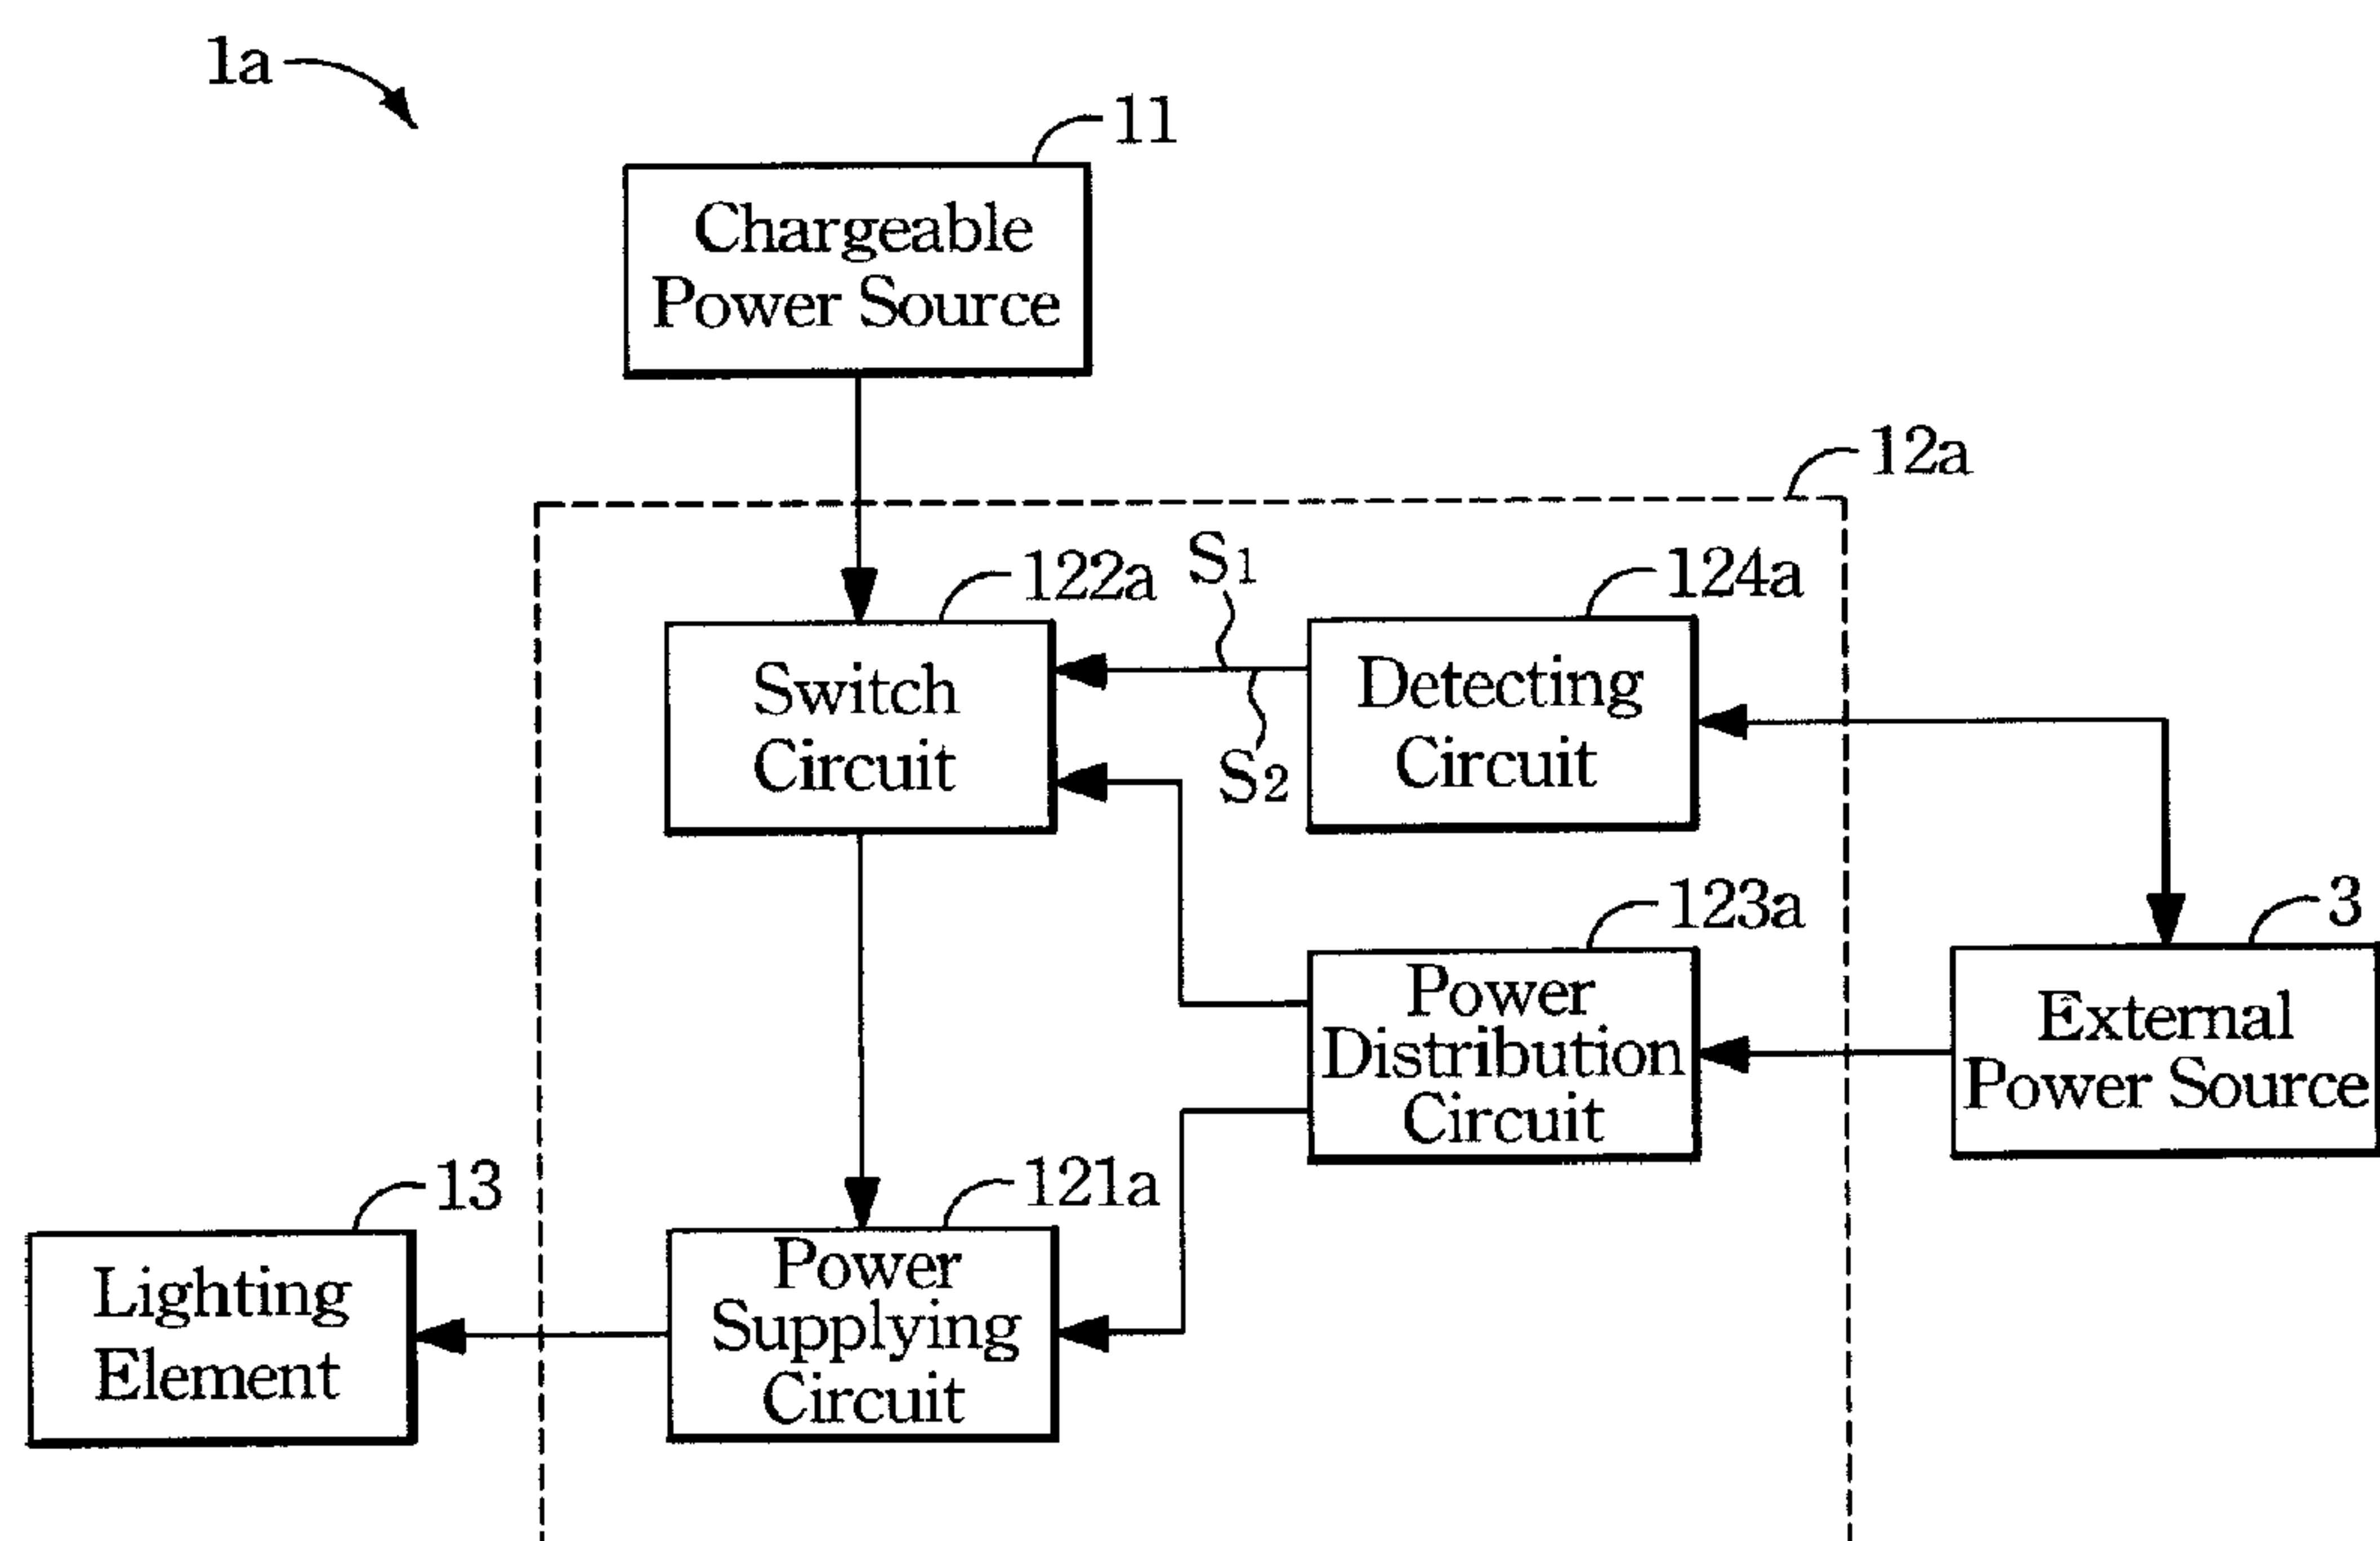 1a
11
Chargeable
Power Source
12a
122a
S1
124a
Switch
Circuit
Detecting
Circuit
S2
123a
3
Power
Distribution
Circuit
External
Power Source
13
121a
Lighting
Element
Power
Supplying
Circuit